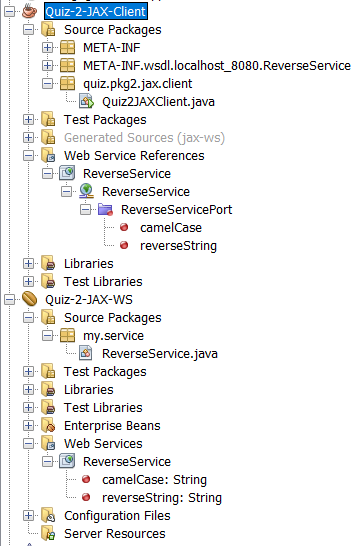 Quiz-2-JAX-Client
Source Packages
META-INF
META-INF.wsdl.localhost_8080.ReverseService
quiz.pkg2.jax.client
Quiz2JAXClient.java
Test Packages
Generated Sources (jax-ws)
Web Service References
ReverseService
ReverseService
ReverseServicePort
camelCase
reverseString
Libraries
Test Libraries
Quiz-2-JAX-WS
Source Packages
my.service
ReverseService.java
Test Packages
Libraries
Test Libraries
Enterprise Beans
Web Services
ReverseService
camelCase: String
reverseString: String
Configuration Files
Server Resources